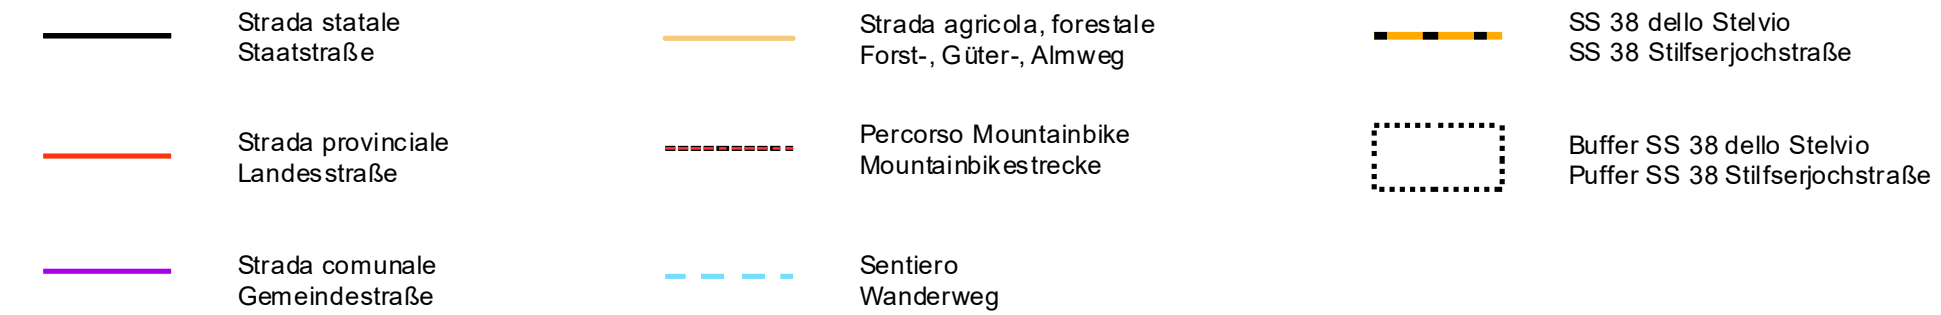 Strada statale
Staatstraße
Strada provinciale
Landesstraße
Strada comunale
Gemeindestraße
Strada agricola, forestale
Forst-, Güter-, Almweg
Percorso Mountainbike
Mountainbikestrecke
Sentiero
Wanderweg
SS 38 dello Stelvio
SS 38 Stilfserjochstraße
Buffer SS 38 dello Stelvio
Puffer SS 38 Stilfserjochstraße